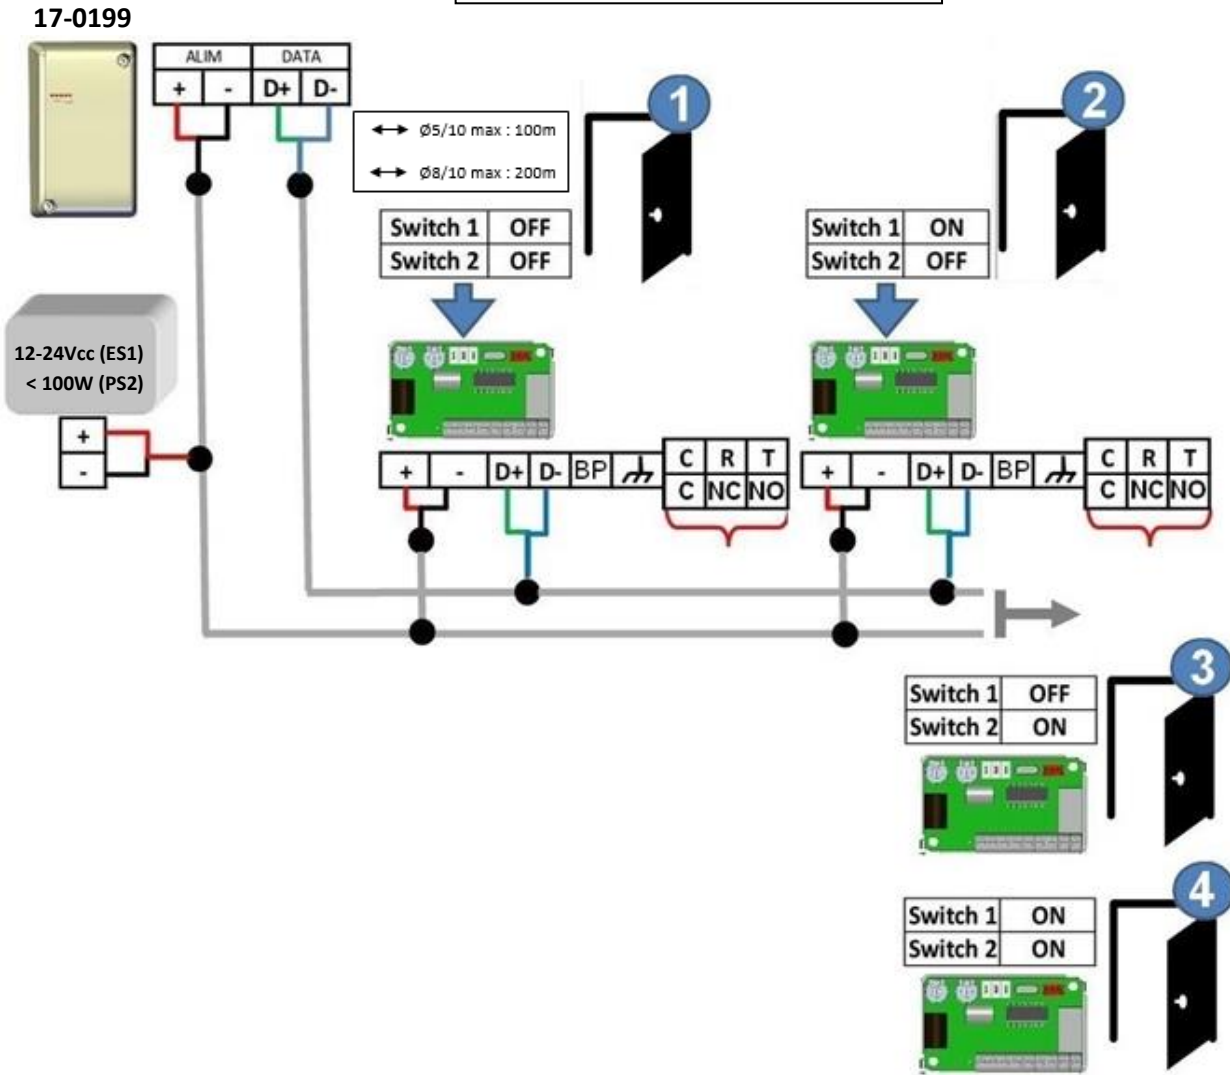 17-0199
ALIM DATA
+ - D+ D-
Ø5/10 max : 100m
Ø8/10 max : 200m
1
2
Switch 1 OFF
Switch 2 OFF
Switch 1 ON
Switch 2 OFF
12-24Vcc (ES1)
< 100W (PS2)
+
-
+ - D+ D- BP C R T
C NC NO
+ - D+ D- BP C R T
C NC NO
3
Switch 1 OFF
Switch 2 ON
4
Switch 1 ON
Switch 2 ON